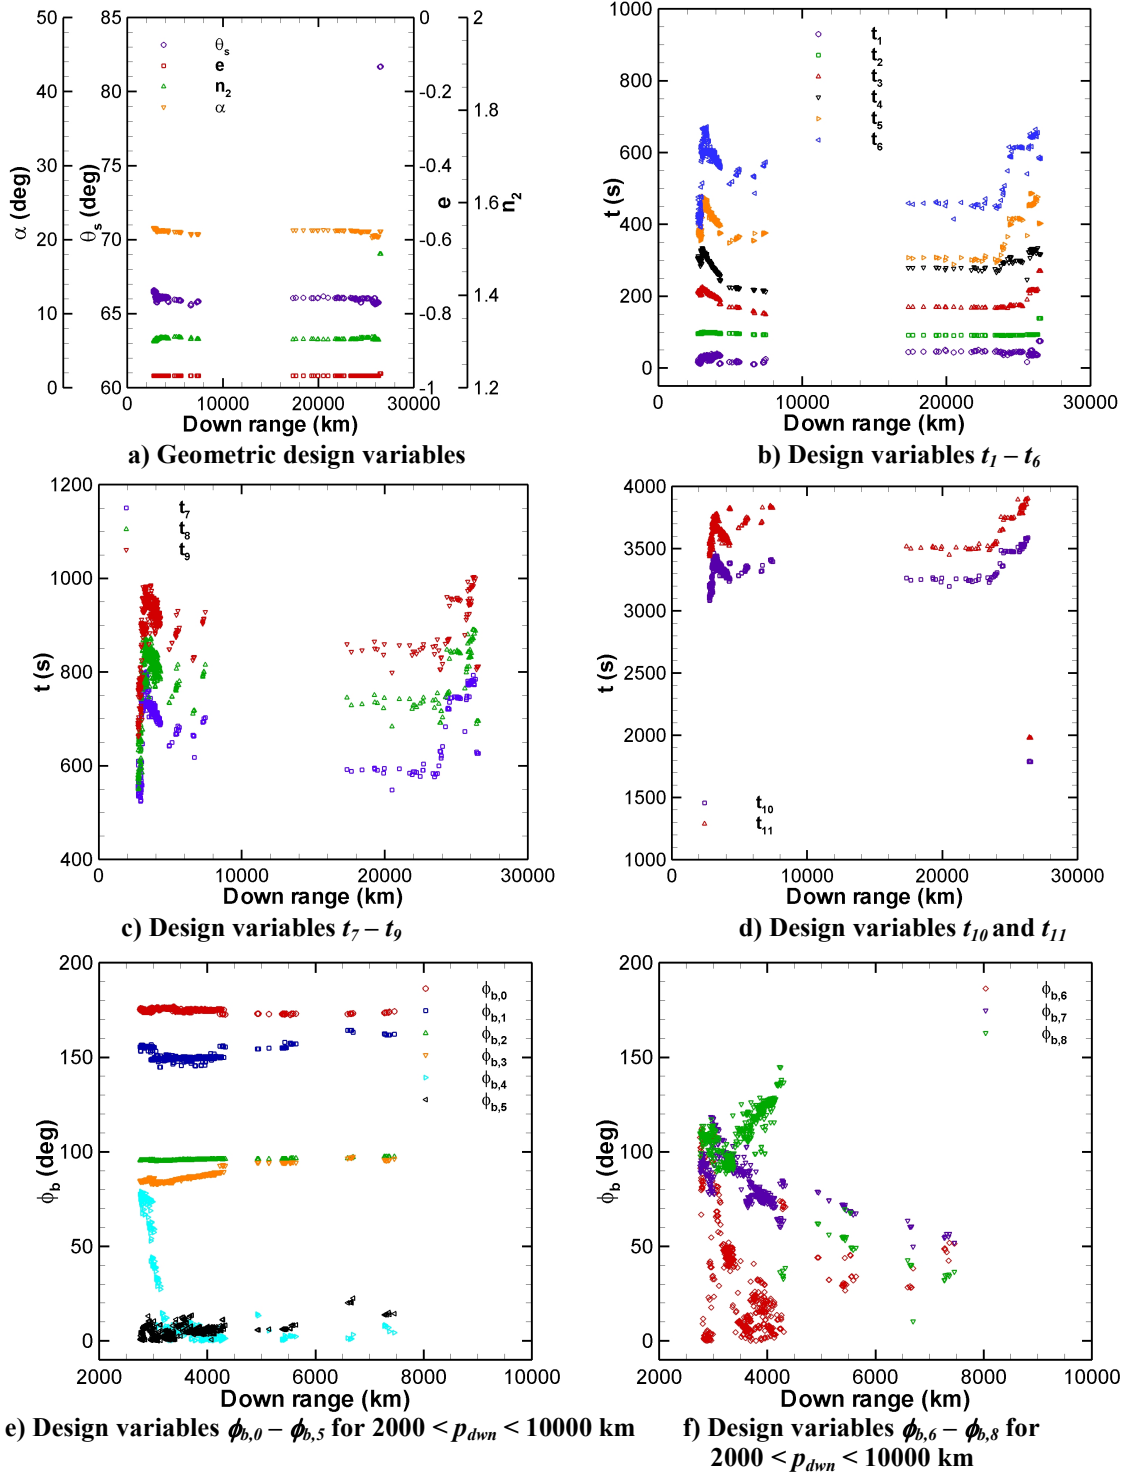 50
85
0
2
θs
e
n2
α
40
80
-0.2
1.8
30
75
-0.4
α (deg)
θs (deg)
e
n2
1.6
20
70
-0.6
10
65
-0.8
1.4
0
60
-1
1.2
0
10000
20000
30000
Down range (km)
a) Geometric design variables
1000
t1
t2
t3
t4
t5
t6
800
600
t (s)
400
200
0
0
10000
20000
30000
Down range (km)
b) Design variables t1 – t6
1200
t7
t8
t9
1000
800
t (s)
600
400
0
10000
20000
30000
Down range (km)
c) Design variables t7 – t9
4000
3500
3000
t (s)
2500
2000
1500
t10
t11
1000
0
10000
20000
30000
Down range (km)
d) Design variables t10 and t11
200
ϕb,0
ϕb,1
ϕb,2
ϕb,3
ϕb,4
ϕb,5
150
100
ϕb (deg)
50
0
2000
4000
6000
8000
10000
Down range (km)
e) Design variables ϕb,0 – ϕb,5 for 2000 < pdwn < 10000 km
200
ϕb,6
ϕb,7
ϕb,8
150
100
ϕb (deg)
50
0
2000
4000
6000
8000
10000
Down range (km)
f) Design variables ϕb,6 – ϕb,8 for
2000 < pdwn < 10000 km